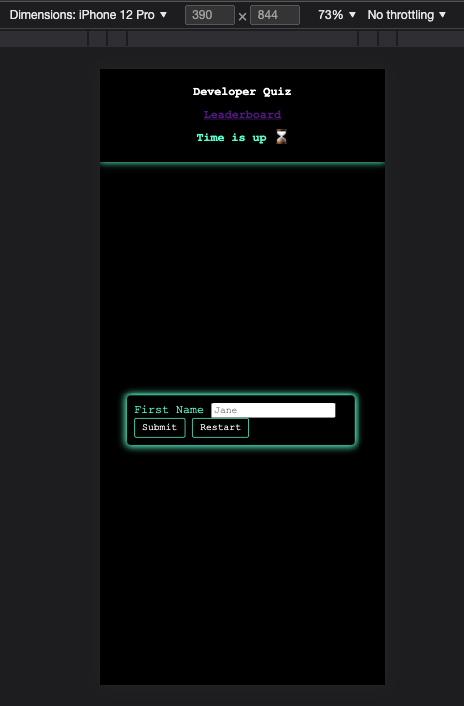 Dimensions: iPhone 12 Pro ▼ 390 × 844 73% ▼ No throttling ▼
Developer Quiz
Leaderboard
Time is up ⏳
First Name Jane
Submit Restart